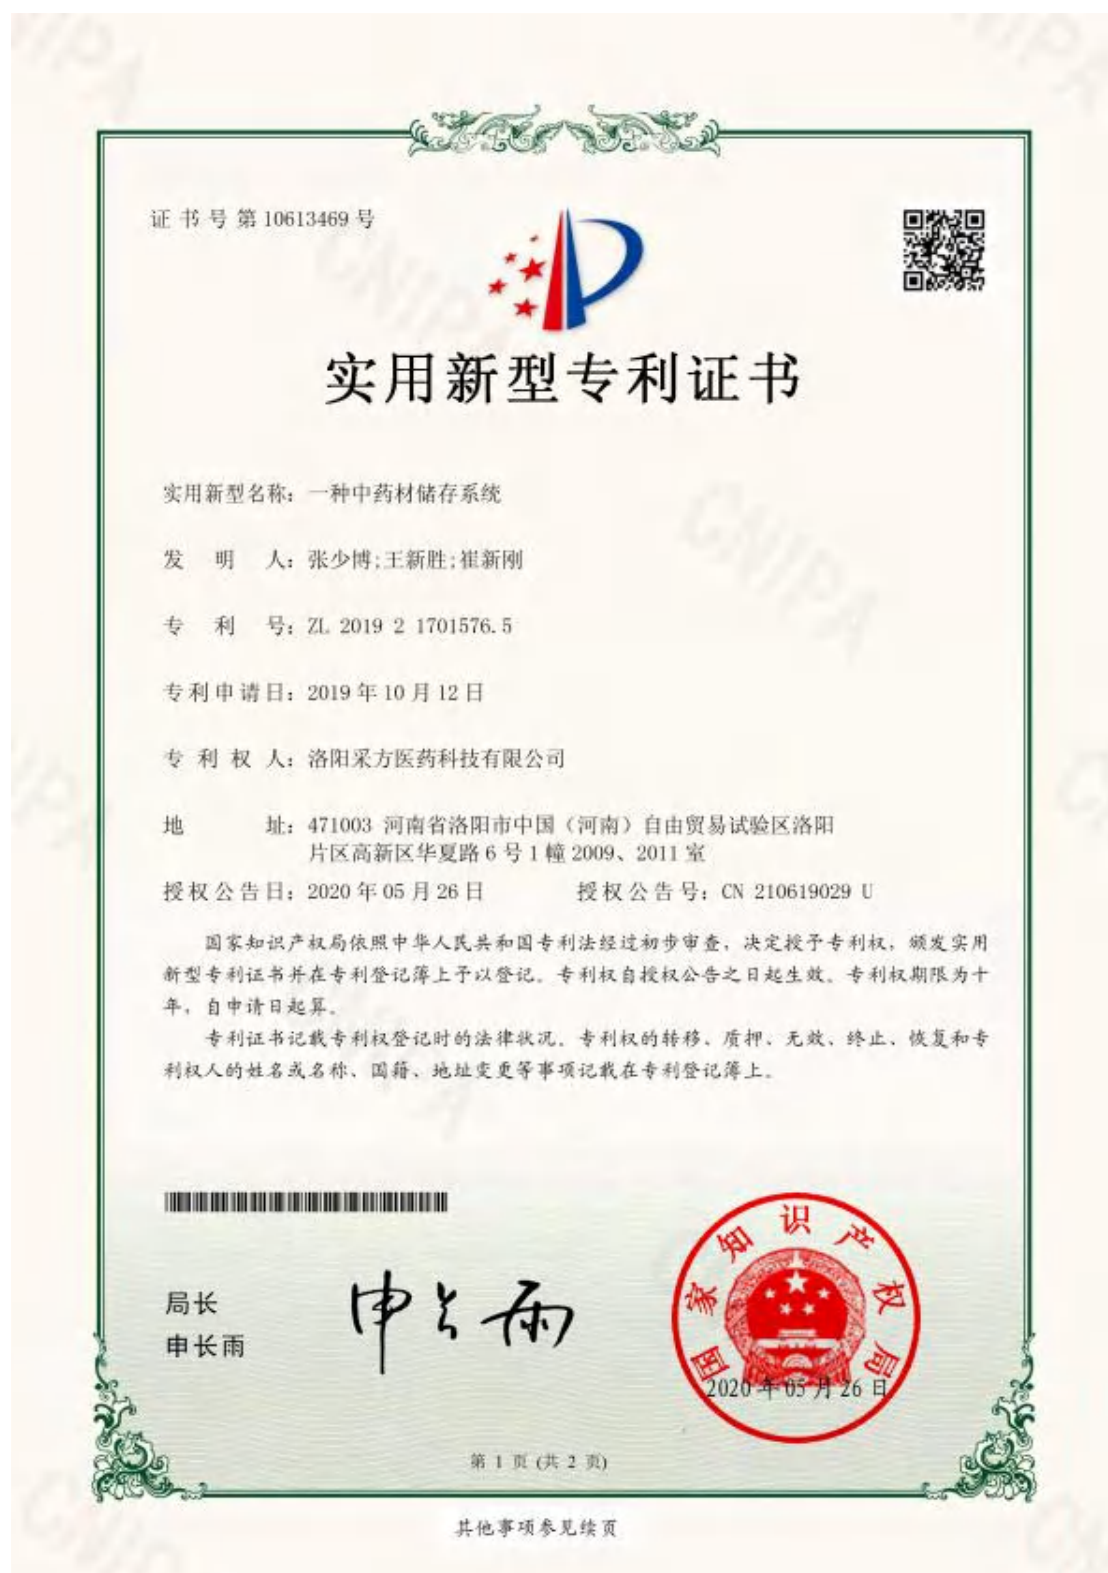 证书号第10613469号
实用新型专利证书
实用新型名称：一种中药材储存系统
发明人：张少博;王新胜;崔新刚
专利号：ZL 2019 2 1701576.5
专利申请日：2019年10月12日
专利权人：洛阳采方医药科技有限公司
地址：471003 河南省洛阳市中国（河南）自由贸易试验区洛阳
片区高新区华夏路6号1幢2009、2011室
授权公告日：2020年05月26日 授权公告号：CN 210619029 U
国家知识产权局依照中华人民共和国专利法经过初步审查，决定授予专利权，颁发实用
新型专利证书并在专利登记簿上予以登记。专利权自授权公告之日起生效。专利权期限为十
年，自申请日起算。
专利证书记载专利权登记时的法律状况。专利权的转移、质押、无效、终止、恢复和专
利权人的姓名或名称、国籍、地址变更等事项记载在专利登记簿上。
局长
申长雨
申长雨
国家知识产权局
2020年05月26日
第 1 页 (共 2 页)
其他事项参见续页
CNIPA
CNIPA
CNIPA
CNIPA